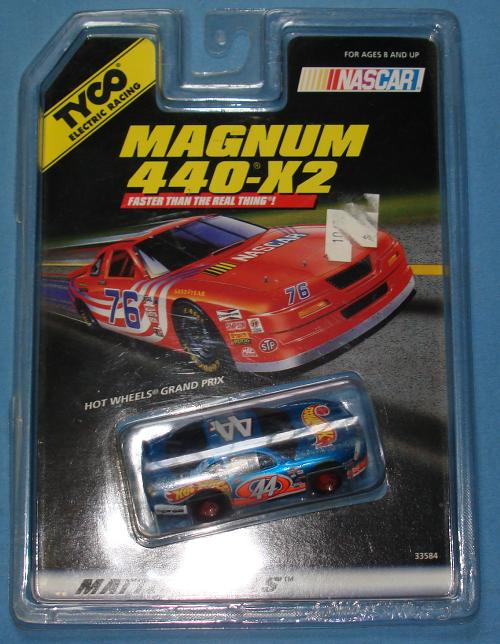 FOR AGES 8 AND UP
NASCAR
TYCO®
ELECTRIC RACING
MAGNUM
440®-X2
FASTER THAN THE REAL THING®!
NASCAR
76
76
GOODYEAR
STP
HOT WHEELS® GRAND PRIX
44
44
Hot
33584